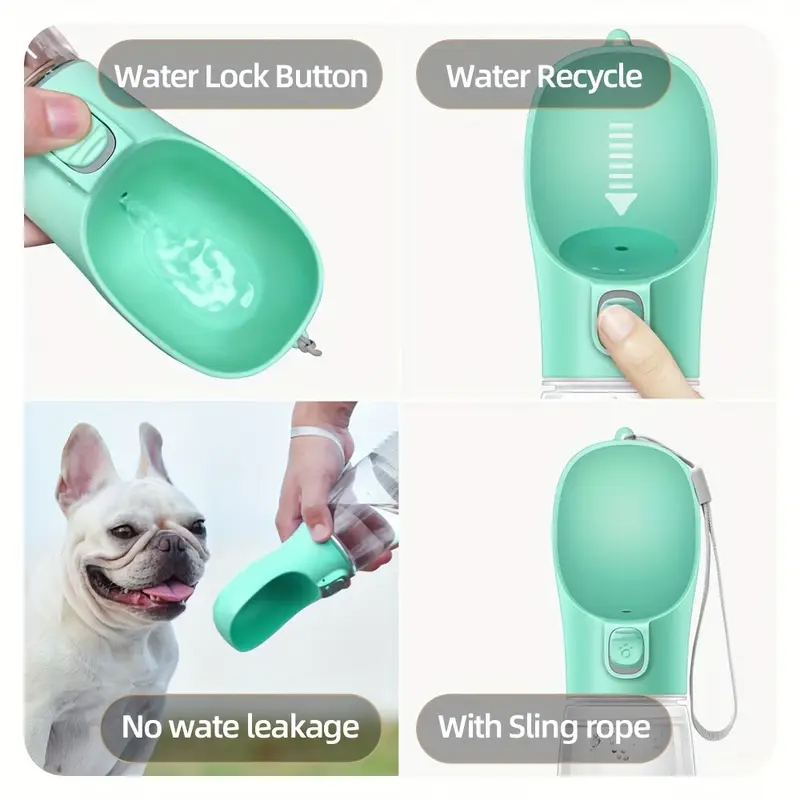 Water Lock Button
Water Recycle
No wate leakage
With Sling rope